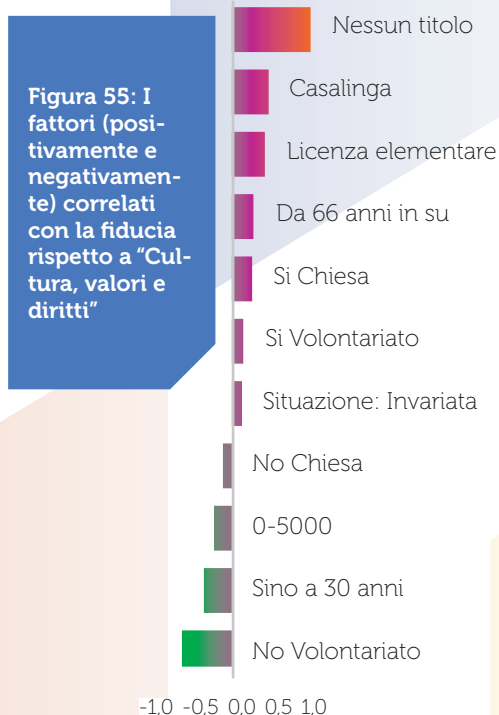 Nessun titolo
Casalinga
Figura 55: I
fattori (posi-
tivamente e
negativamen-
te) correlati
con la fiducia
rispetto a “Cul-
tura, valori e
diritti”
Licenza elementare
Da 66 anni in su
Si Chiesa
Si Volontariato
Situazione: Invariata
No Chiesa
0-5000
Sino a 30 anni
No Volontariato
-1,0 -0,5 0,0 0,5 1,0